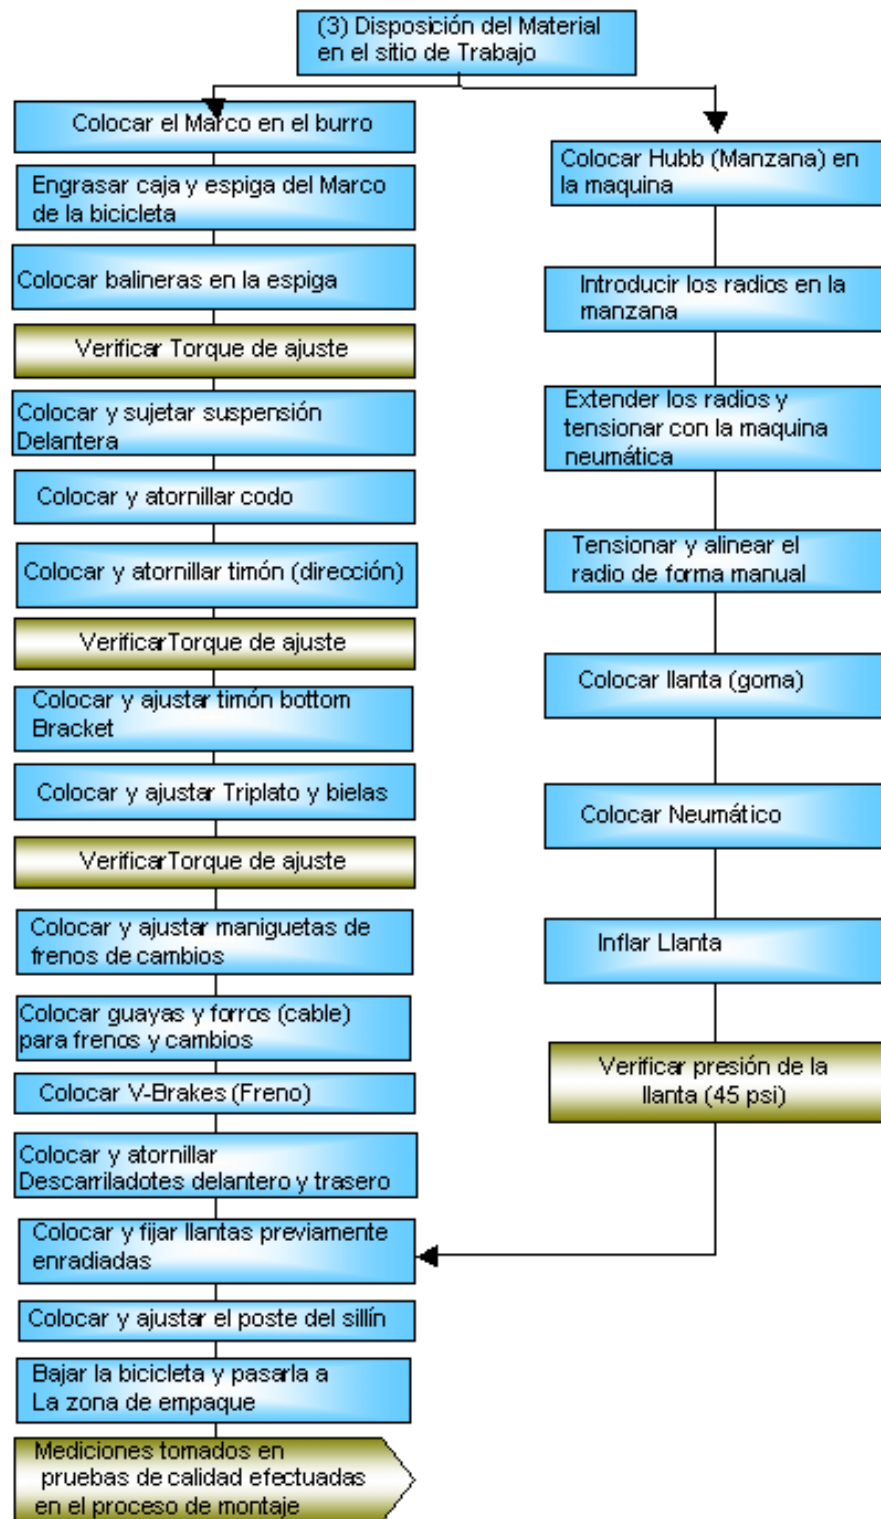 (3) Disposición del Material
en el sitio de Trabajo
Colocar el Marco en el burro
Engrasar caja y espiga del Marco
de la bicicleta
Colocar balineras en la espiga
Verificar Torque de ajuste
Colocar y sujetar suspensión
Delantera
Colocar y atornillar codo
Colocar y atornillar timón (dirección)
VerificarTorque de ajuste
Colocar y ajustar timón bottom
Bracket
Colocar y ajustar Triplato y bielas
VerificarTorque de ajuste
Colocar y ajustar maniguetas de
frenos de cambios
Colocar guayas y forros (cable)
para frenos y cambios
Colocar V-Brakes (Freno)
Colocar y atornillar
Descarriladotes delantero y trasero
Colocar y fijar llantas previamente
enradiadas
Colocar y ajustar el poste del sillín
Bajar la bicicleta y pasarla a
La zona de empaque
Mediciones tomados en
pruebas de calidad efectuadas
en el proceso de montaje
Colocar Hubb (Manzana) en
la maquina
Introducir los radios en la
manzana
Extender los radios y
tensionar con la maquina
neumática
Tensionar y alinear el
radio de forma manual
Colocar llanta (goma)
Colocar Neumático
Inflar Llanta
Verificar presión de la
llanta (45 psi)